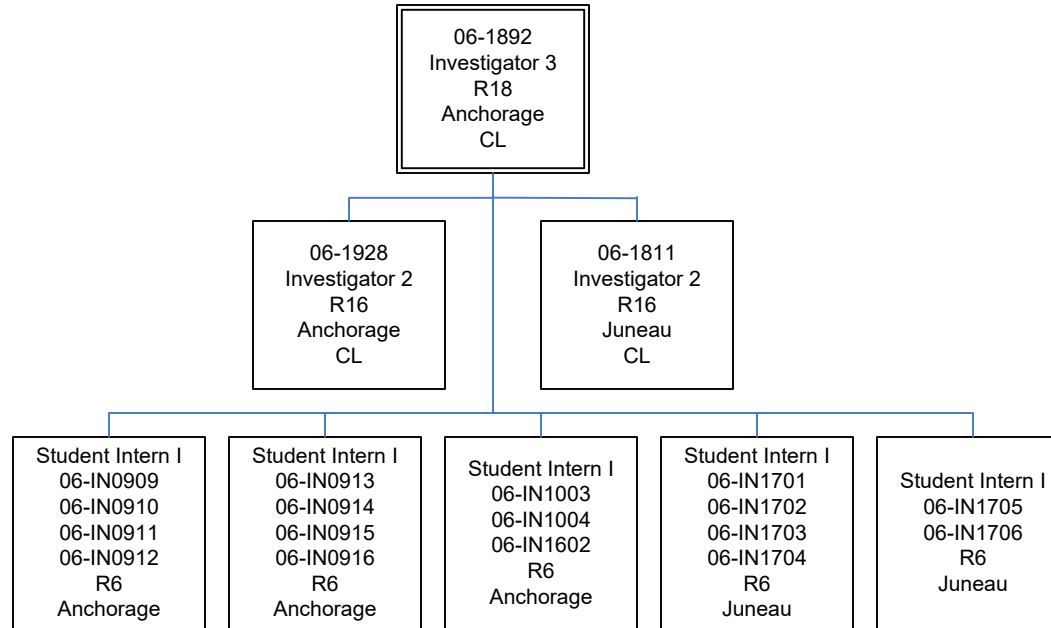 06-1892
Investigator 3
R18
Anchorage
CL
06-1928
Investigator 2
R16
Anchorage
CL
06-1811
Investigator 2
R16
Juneau
CL
Student Intern I
06-IN0909
06-IN0910
06-IN0911
06-IN0912
R6
Anchorage
Student Intern I
06-IN0913
06-IN0914
06-IN0915
06-IN0916
R6
Anchorage
Student Intern I
06-IN1003
06-IN1004
06-IN1602
R6
Anchorage
Student Intern I
06-IN1701
06-IN1702
06-IN1703
06-IN1704
R6
Juneau
Student Intern I
06-IN1705
06-IN1706
R6
Juneau